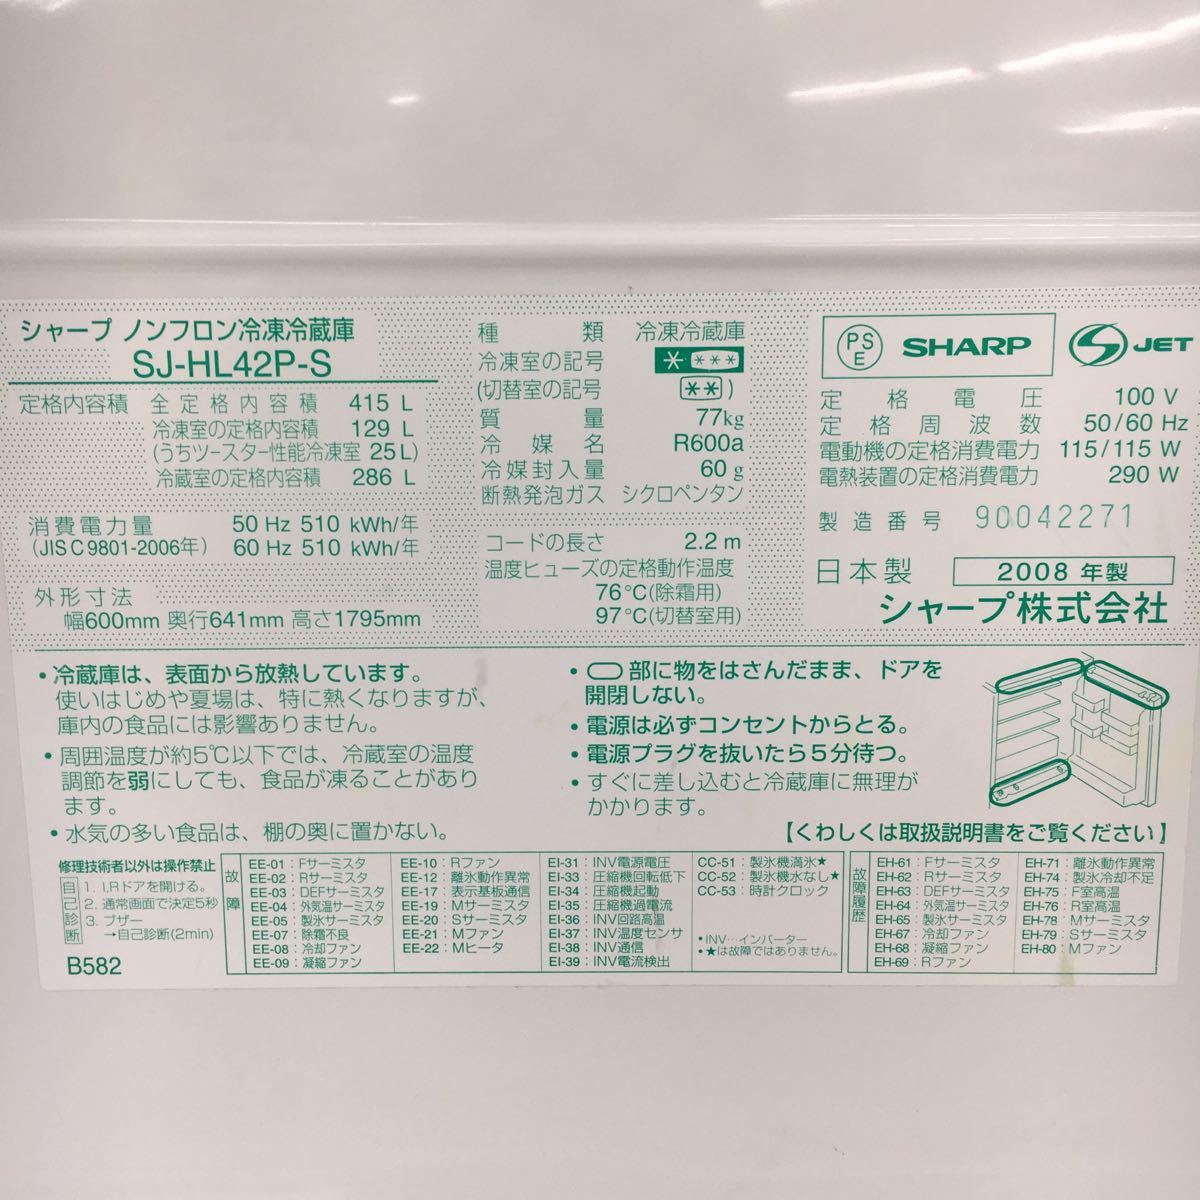 シャープ ノンフロン冷凍冷蔵庫
SJ-HL42P-S
定格内容積 全定格内容積 415 L
冷凍室の定格内容積 129 L
(うちツースター性能冷凍室 25L)
冷蔵室の定格内容積 286 L
消費電力量 50 Hz 510 kWh/年
(JIS C 9801-2006年) 60 Hz 510 kWh/年
外形寸法
幅600mm 奥行641mm 高さ1795mm
種類 冷凍冷蔵庫
冷凍室の記号 * ***
(切替室の記号 **)
質量 77kg
冷媒名 R600a
冷媒封入量 60 g
断熱発泡ガス シクロペンタン
コードの長さ 2.2 m
温度ヒューズの定格動作温度
76℃(除霜用)
97℃(切替室用)
PS
E
SHARP
S JET
定格電圧 100 V
定格周波数 50/60 Hz
電動機の定格消費電力 115/115 W
電熱装置の定格消費電力 290 W
製造番号 90042271
日本製 2008 年製
シャープ株式会社
・冷蔵庫は、表面から放熱しています。
使いはじめや夏場は、特に熱くなりますが、
庫内の食品には影響ありません。
・周囲温度が約5℃以下では、冷蔵室の温度
調節を弱にしても、食品が凍ることがあり
ます。
・水気の多い食品は、棚の奥に置かない。
・ 部に物をはさんだまま、ドアを
開閉しない。
・電源は必ずコンセントからとる。
・電源プラグを抜いたら5分待つ。
・すぐに差し込むと冷蔵庫に無理が
かかります。
【くわしくは取扱説明書をご覧ください】
修理技術者以外は操作禁止
自己診断
1. I,Rドアを開ける。
2. 通常画面で決定5秒
3. ブザー
→自己診断(2min)
B582
故障
EE-01 : Fサーミスタ
EE-02 : Rサーミスタ
EE-03 : DEFサーミスタ
EE-04 : 外気温サーミスタ
EE-05 : 製氷サーミスタ
EE-07 : 除霜不良
EE-08 : 冷却ファン
EE-09 : 凝縮ファン
EE-10 : Rファン
EE-12 : 離氷動作異常
EE-17 : 表示基板通信
EE-19 : Mサーミスタ
EE-20 : Sサーミスタ
EE-21 : Mファン
EE-22 : Mヒータ
EI-31 : INV電源電圧
EI-33 : 圧縮機回転低下
EI-34 : 圧縮機起動
EI-35 : 圧縮機過電流
EI-36 : INV回路高温
EI-37 : INV温度センサ
EI-38 : INV通信
EI-39 : INV電流検出
CC-51 : 製氷機満氷★
CC-52 : 製氷機水なし★
CC-53 : 時計クロック
・INV…インバーター
・★は故障ではありません。
故障履歴
EH-61 : Fサーミスタ
EH-62 : Rサーミスタ
EH-63 : DEFサーミスタ
EH-64 : 外気温サーミスタ
EH-65 : 製氷サーミスタ
EH-67 : 冷却ファン
EH-68 : 凝縮ファン
EH-69 : Rファン
EH-71 : 離氷動作異常
EH-74 : 製氷冷却不足
EH-75 : F室高温
EH-76 : R室高温
EH-78 : Mサーミスタ
EH-79 : Sサーミスタ
EH-80 : Mファン